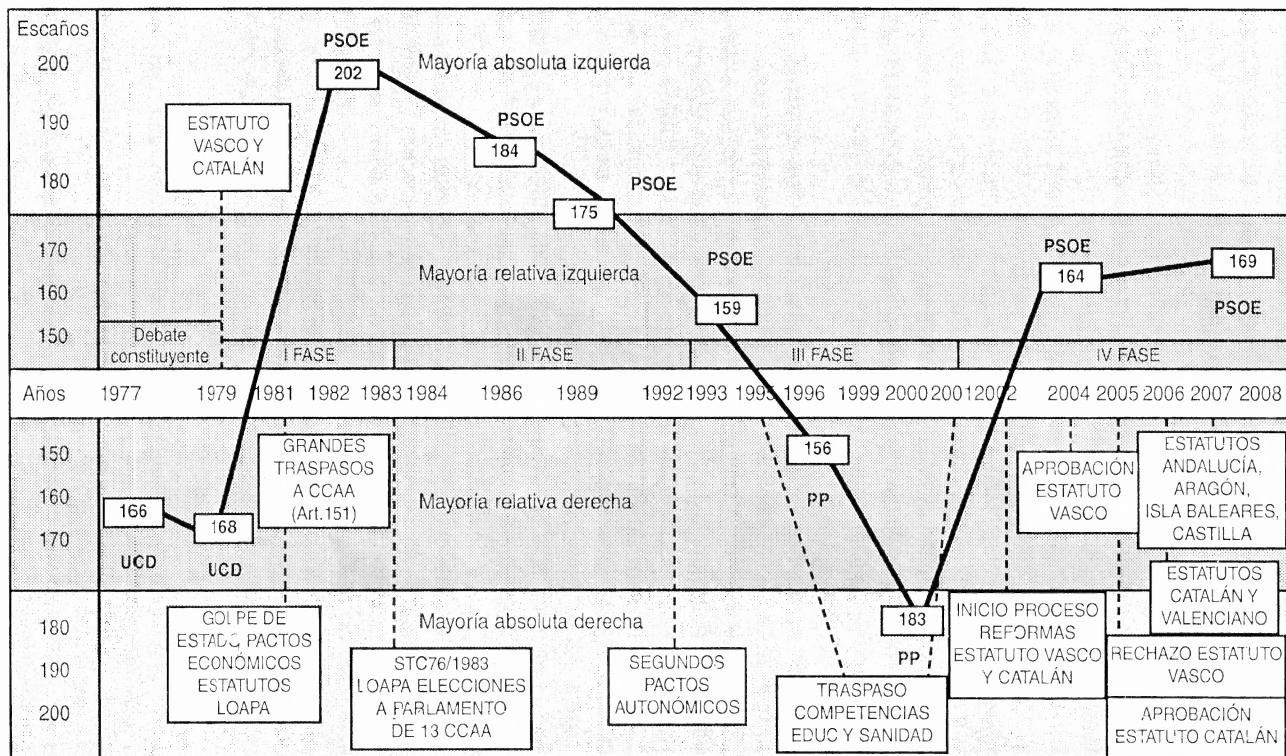 Escaños
200
190
180
170
160
150
PSOE
202
Mayoría absoluta izquierda
ESTATUTO
VASCO Y
CATALÁN
PSOE
184
PSOE
175
Mayoría relativa izquierda
PSOE
159
PSOE
164
169
PSOE
Debate
constituyente
I FASE
II FASE
III FASE
IV FASE
Años 1977 1979 1981 1982 1983 1984 1986 1989 1992 1993 1995 1996 1999 2000 2001 2002 2004 2005 2006 2007 2008
150
160
170
180
190
200
166
UCD
168
UCD
GRANDES
TRASPASOS
A CCAA
(Art.151)
Mayoría relativa derecha
156
PP
183
PP
APROBACIÓN
ESTATUTO
VASCO
ESTATUTOS
ANDALUCÍA,
ARAGÓN,
ISLA BALEARES,
CASTILLA
ESTATUTOS
CATALÁN Y
VALENCIANO
GOLPE DE
ESTADO PACTOS
ECONÓMICOS
ESTATUTOS
LOAPA
Mayoría absoluta derecha
STC76/1983
LOAPA ELECCIONES
A PARLAMENTO
DE 13 CCAA
SEGUNDOS
PACTOS
AUTONÓMICOS
TRASPASO
COMPETENCIAS
EDUC Y SANIDAD
INICIO PROCESO
REFORMAS
ESTATUTO VASCO
Y CATALÁN
RECHAZO ESTATUTO
VASCO
APROBACIÓN
ESTATUTO CATALÁN